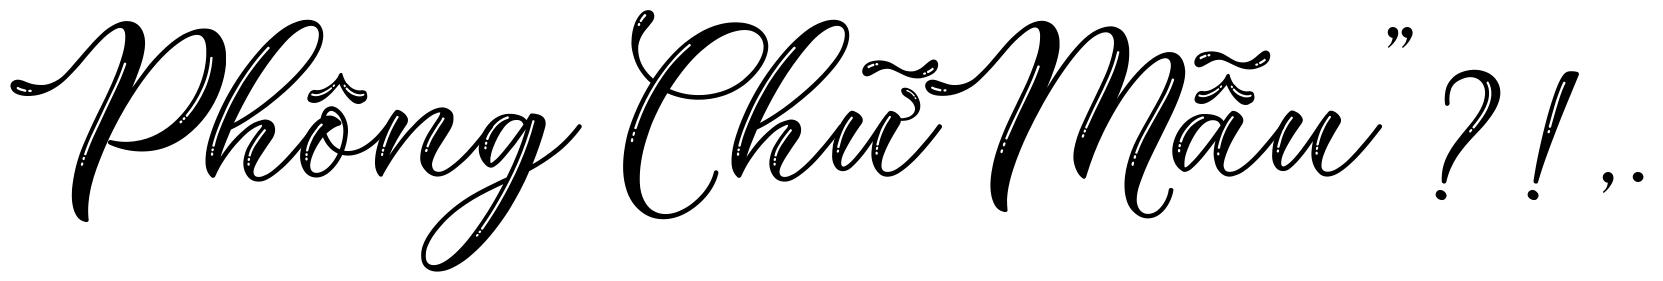 Phông Chữ Mẫu ” ? ! , .